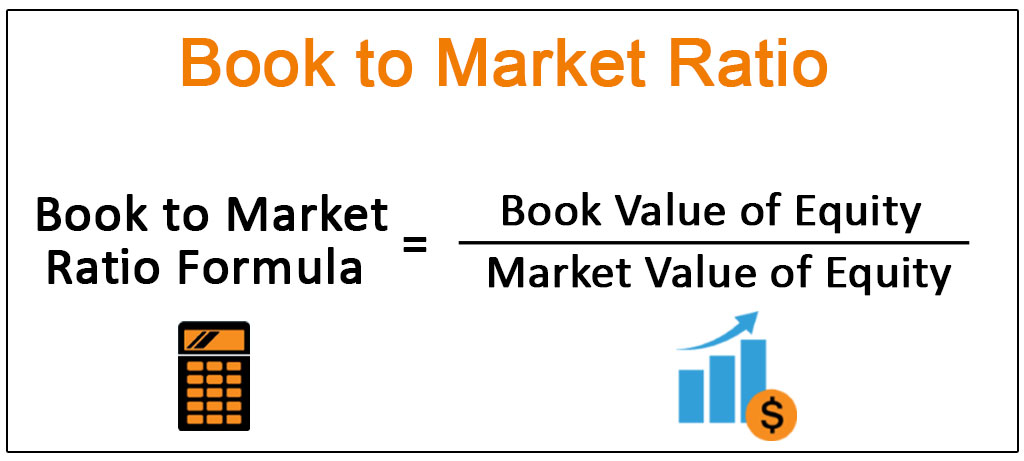 Book to Market Ratio
Book to Market
Ratio Formula
=
Book Value of Equity
Market Value of Equity
$